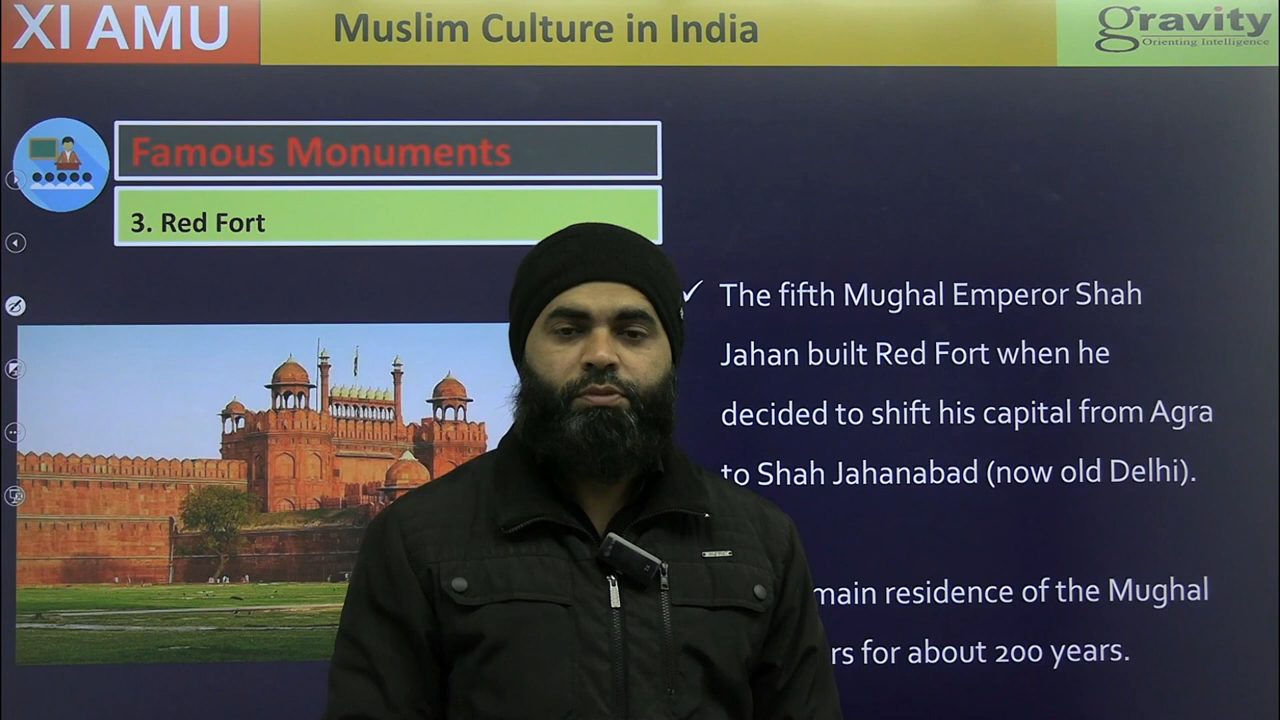 XI AMU
Muslim Culture in India
gravity
Orienting Intelligence
Famous Monuments
3. Red Fort
✓ The fifth Mughal Emperor Shah
Jahan built Red Fort when he
decided to shift his capital from Agra
to Shah Jahanabad (now old Delhi).
main residence of the Mughal
rs for about 200 years.